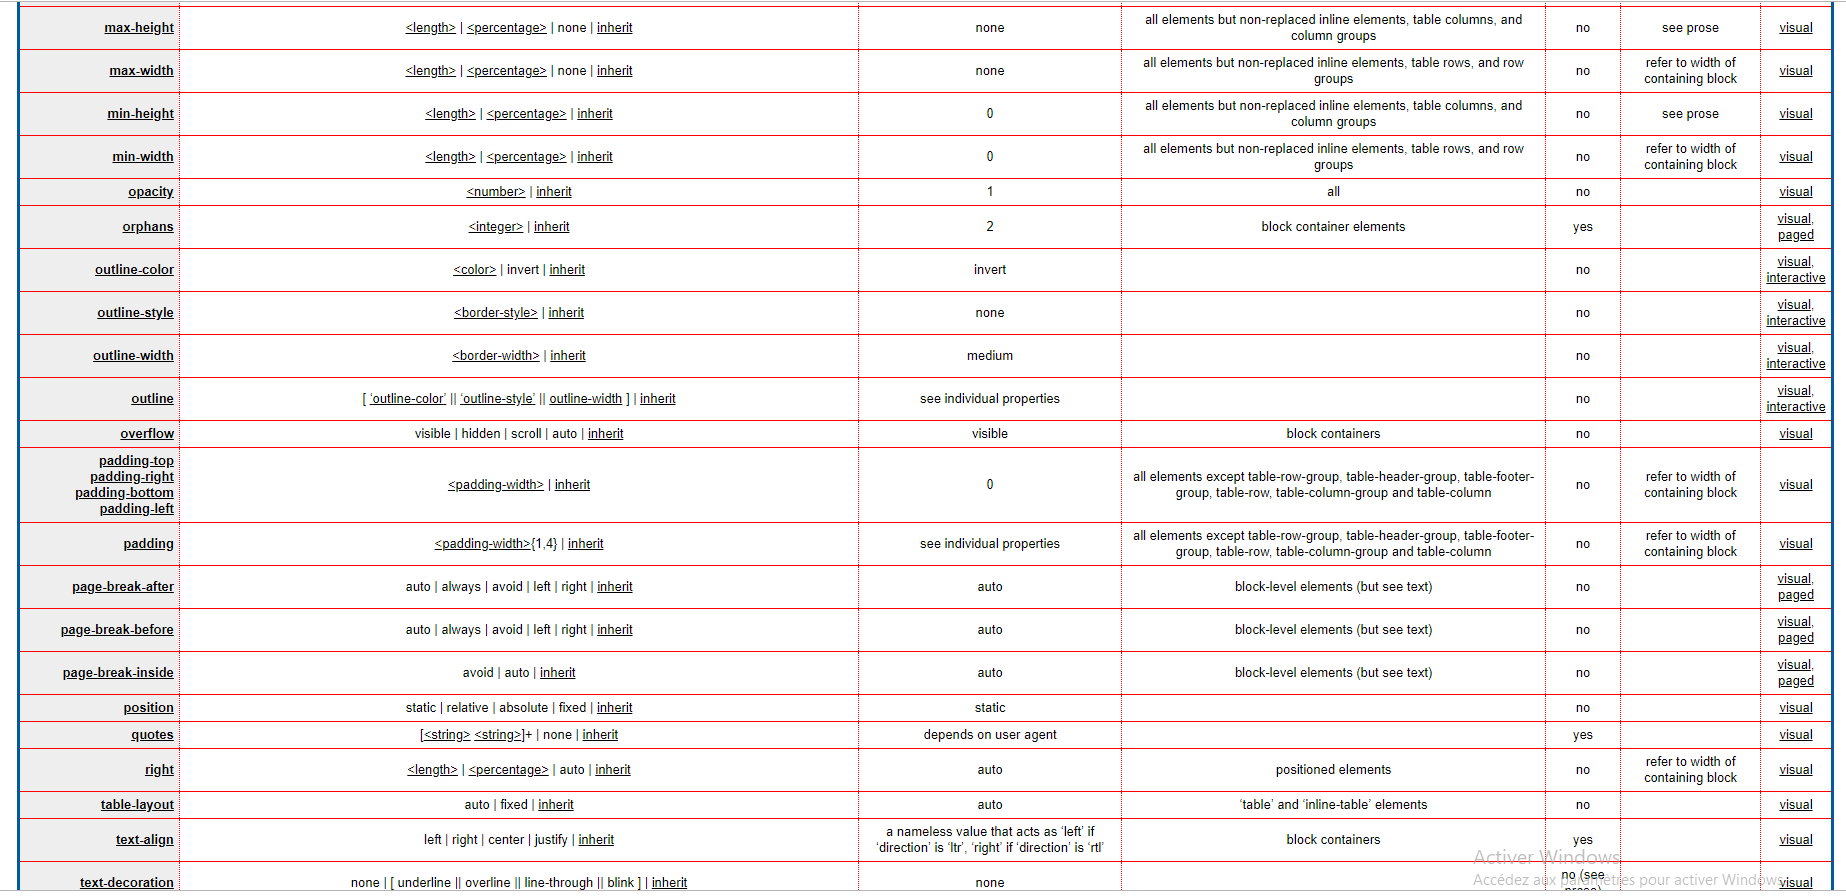 max-height <length> | <percentage> | none | inherit none all elements but non-replaced inline elements, table columns, and column groups no see prose visual
max-width <length> | <percentage> | none | inherit none all elements but non-replaced inline elements, table rows, and row groups no refer to width of containing block visual
min-height <length> | <percentage> | inherit 0 all elements but non-replaced inline elements, table columns, and column groups no see prose visual
min-width <length> | <percentage> | inherit 0 all elements but non-replaced inline elements, table rows, and row groups no refer to width of containing block visual
opacity <number> | inherit 1 all no visual
orphans <integer> | inherit 2 block container elements yes visual, paged
outline-color <color> | invert | inherit invert no visual, interactive
outline-style <border-style> | inherit none no visual, interactive
outline-width <border-width> | inherit medium no visual, interactive
outline [ ‘outline-color’ || ‘outline-style’ || outline-width ] | inherit see individual properties no visual, interactive
overflow visible | hidden | scroll | auto | inherit visible block containers no visual
padding-top
padding-right
padding-bottom
padding-left <padding-width> | inherit 0 all elements except table-row-group, table-header-group, table-footer-group, table-row, table-column-group and table-column no refer to width of containing block visual
padding <padding-width>{1,4} | inherit see individual properties all elements except table-row-group, table-header-group, table-footer-group, table-row, table-column-group and table-column no refer to width of containing block visual
page-break-after auto | always | avoid | left | right | inherit auto block-level elements (but see text) no visual, paged
page-break-before auto | always | avoid | left | right | inherit auto block-level elements (but see text) no visual, paged
page-break-inside avoid | auto | inherit auto block-level elements (but see text) no visual, paged
position static | relative | absolute | fixed | inherit static no visual
quotes [<string> <string>]+ | none | inherit depends on user agent yes visual
right <length> | <percentage> | auto | inherit auto positioned elements no refer to width of containing block visual
table-layout auto | fixed | inherit auto ‘table’ and ‘inline-table’ elements no visual
text-align left | right | center | justify | inherit a nameless value that acts as ‘left’ if ‘direction’ is ‘ltr’, ‘right’ if ‘direction’ is ‘rtl’ block containers yes visual
text-decoration none | [ underline || overline || line-through || blink ] | inherit none no (see prose) visual
Activer Windows
Accédez aux paramètres pour activer Windows.